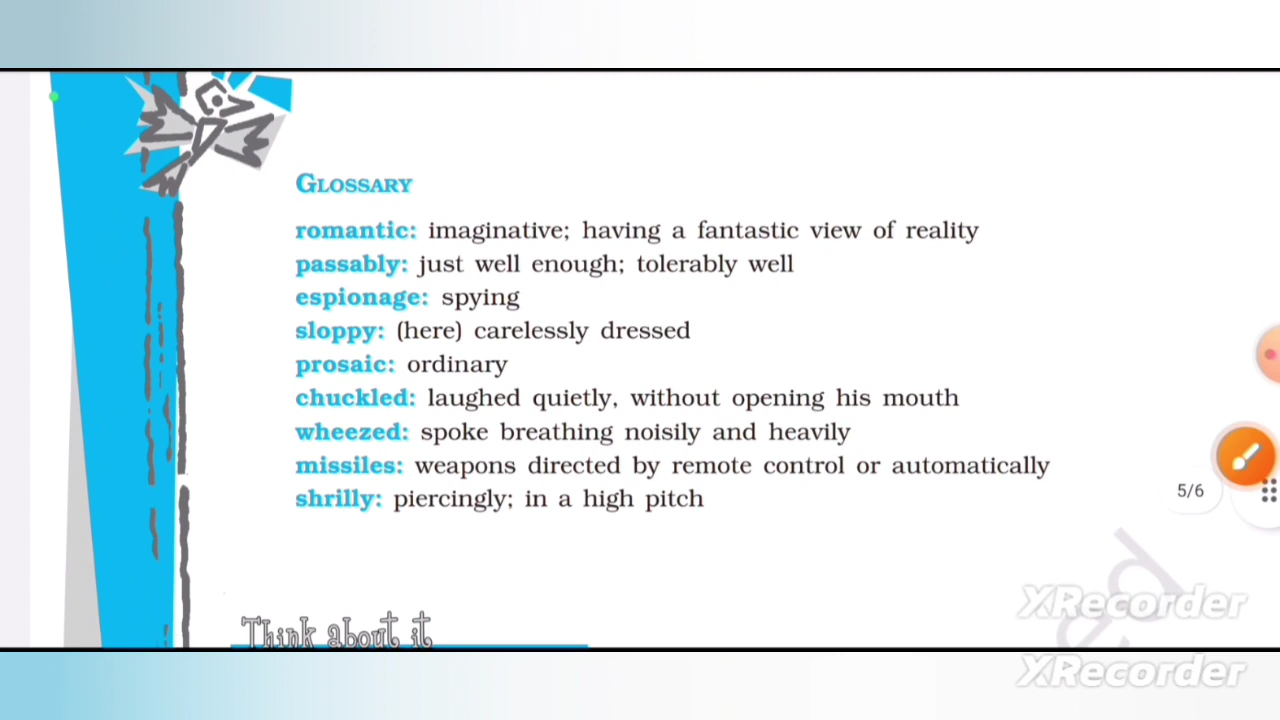 GLOSSARY
romantic: imaginative; having a fantastic view of reality
passably: just well enough; tolerably well
espionage: spying
sloppy: (here) carelessly dressed
prosaic: ordinary
chuckled: laughed quietly, without opening his mouth
wheezed: spoke breathing noisily and heavily
missiles: weapons directed by remote control or automatically
shrilly: piercingly; in a high pitch
5/6
ed
Think about it
XRecorder
XRecorder